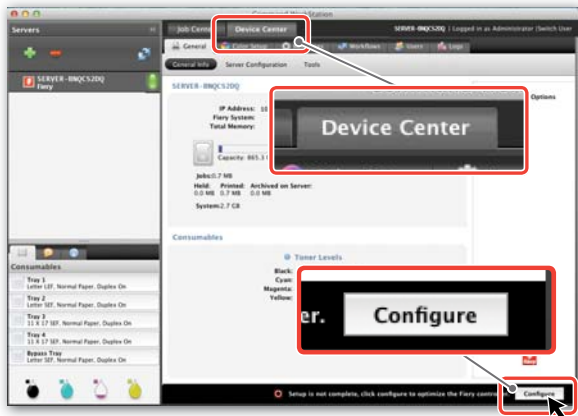 Command WorkStation
Servers
Job Center
Device Center
SERVER-BNQCS2DQ | Logged in as Administrator (Switch User
General
Color Setup
Workflows
Users
Logs
General Info
Server Configuration
Tools
SERVER-BNQCS2DQ
Fiery
SERVER-BNQCS2DQ
Options
IP Address:
Fiery System:
Total Memory:
Device Center
Capacity: 665.3
Jobs:0.7 MB
Held: Printed: Archived on Server:
0.0 MB 0.7 MB 0.0 MB
System:2.7 GB
Consumables
Toner Levels
Black:
Cyan:
Magenta:
Yellow:
er.
Configure
Consumables
Tray 1
Letter LEF, Normal Paper, Duplex On
Tray 2
Letter SEF, Normal Paper, Duplex On
Tray 3
11 X 17 SEF, Normal Paper, Duplex On
Tray 4
11 X 17 SEF, Normal Paper, Duplex On
Bypass Tray
Letter SEF, Normal Paper, Duplex On
Setup is not complete, click configure to optimize the Fiery controller.
Configure